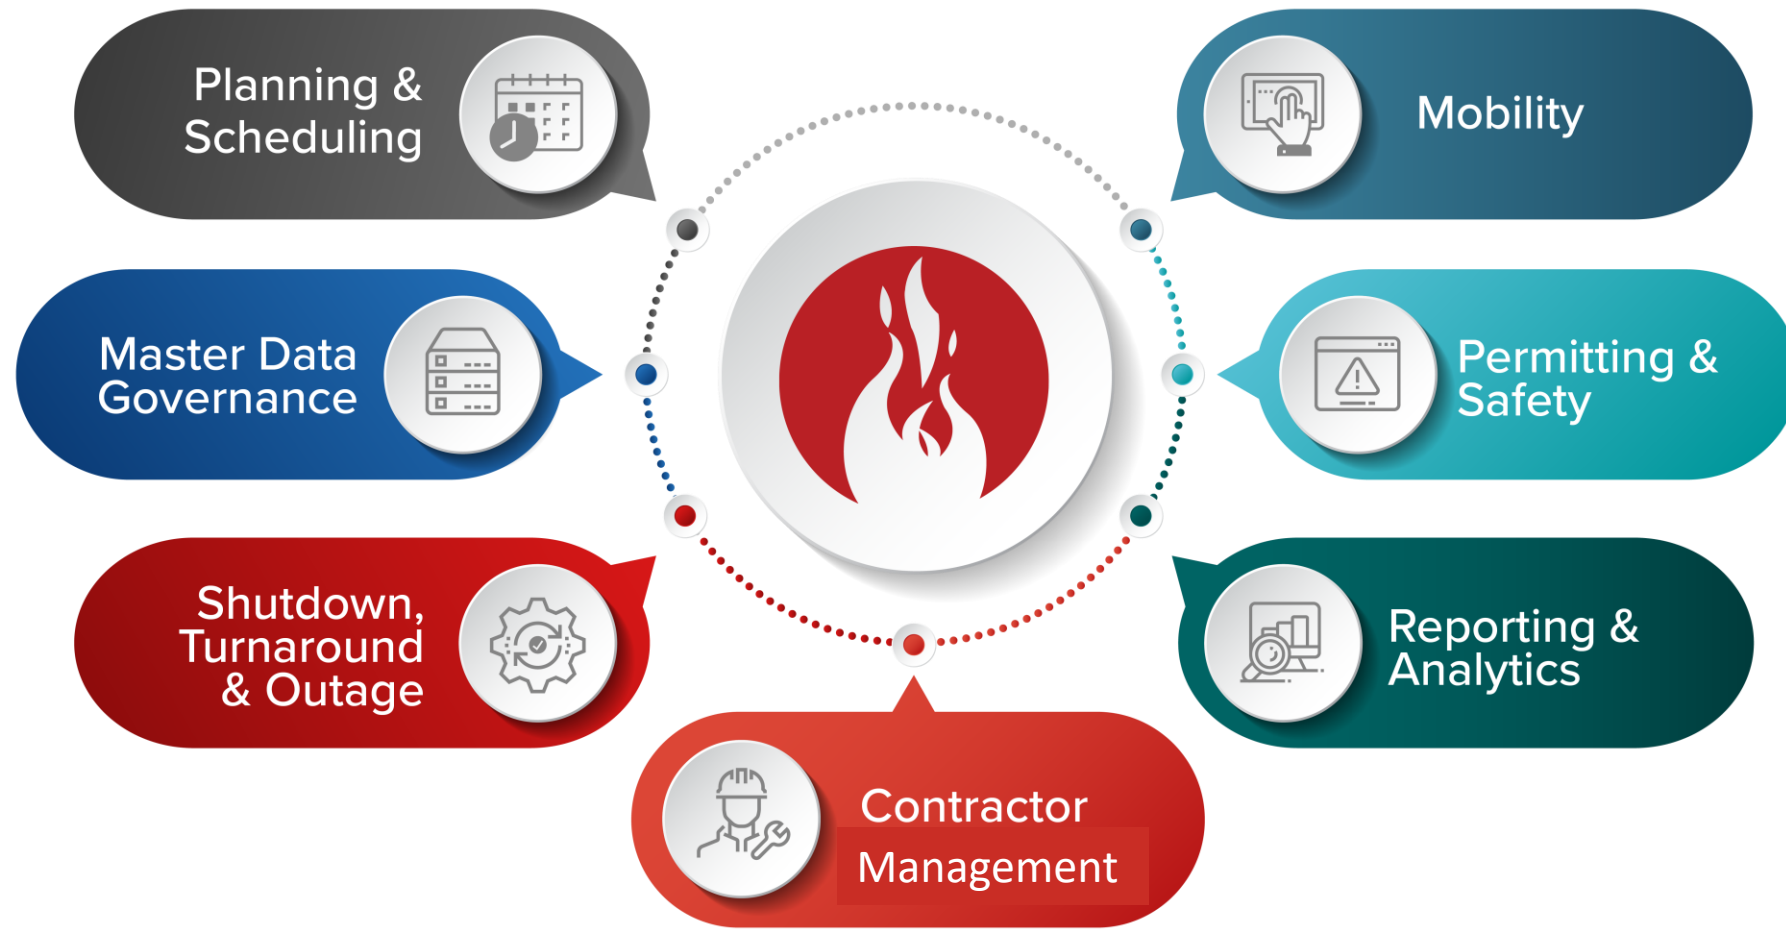 Planning &
Scheduling
Master Data
Governance
Shutdown,
Turnaround
& Outage
Contractor
Management
Mobility
Permitting &
Safety
Reporting &
Analytics